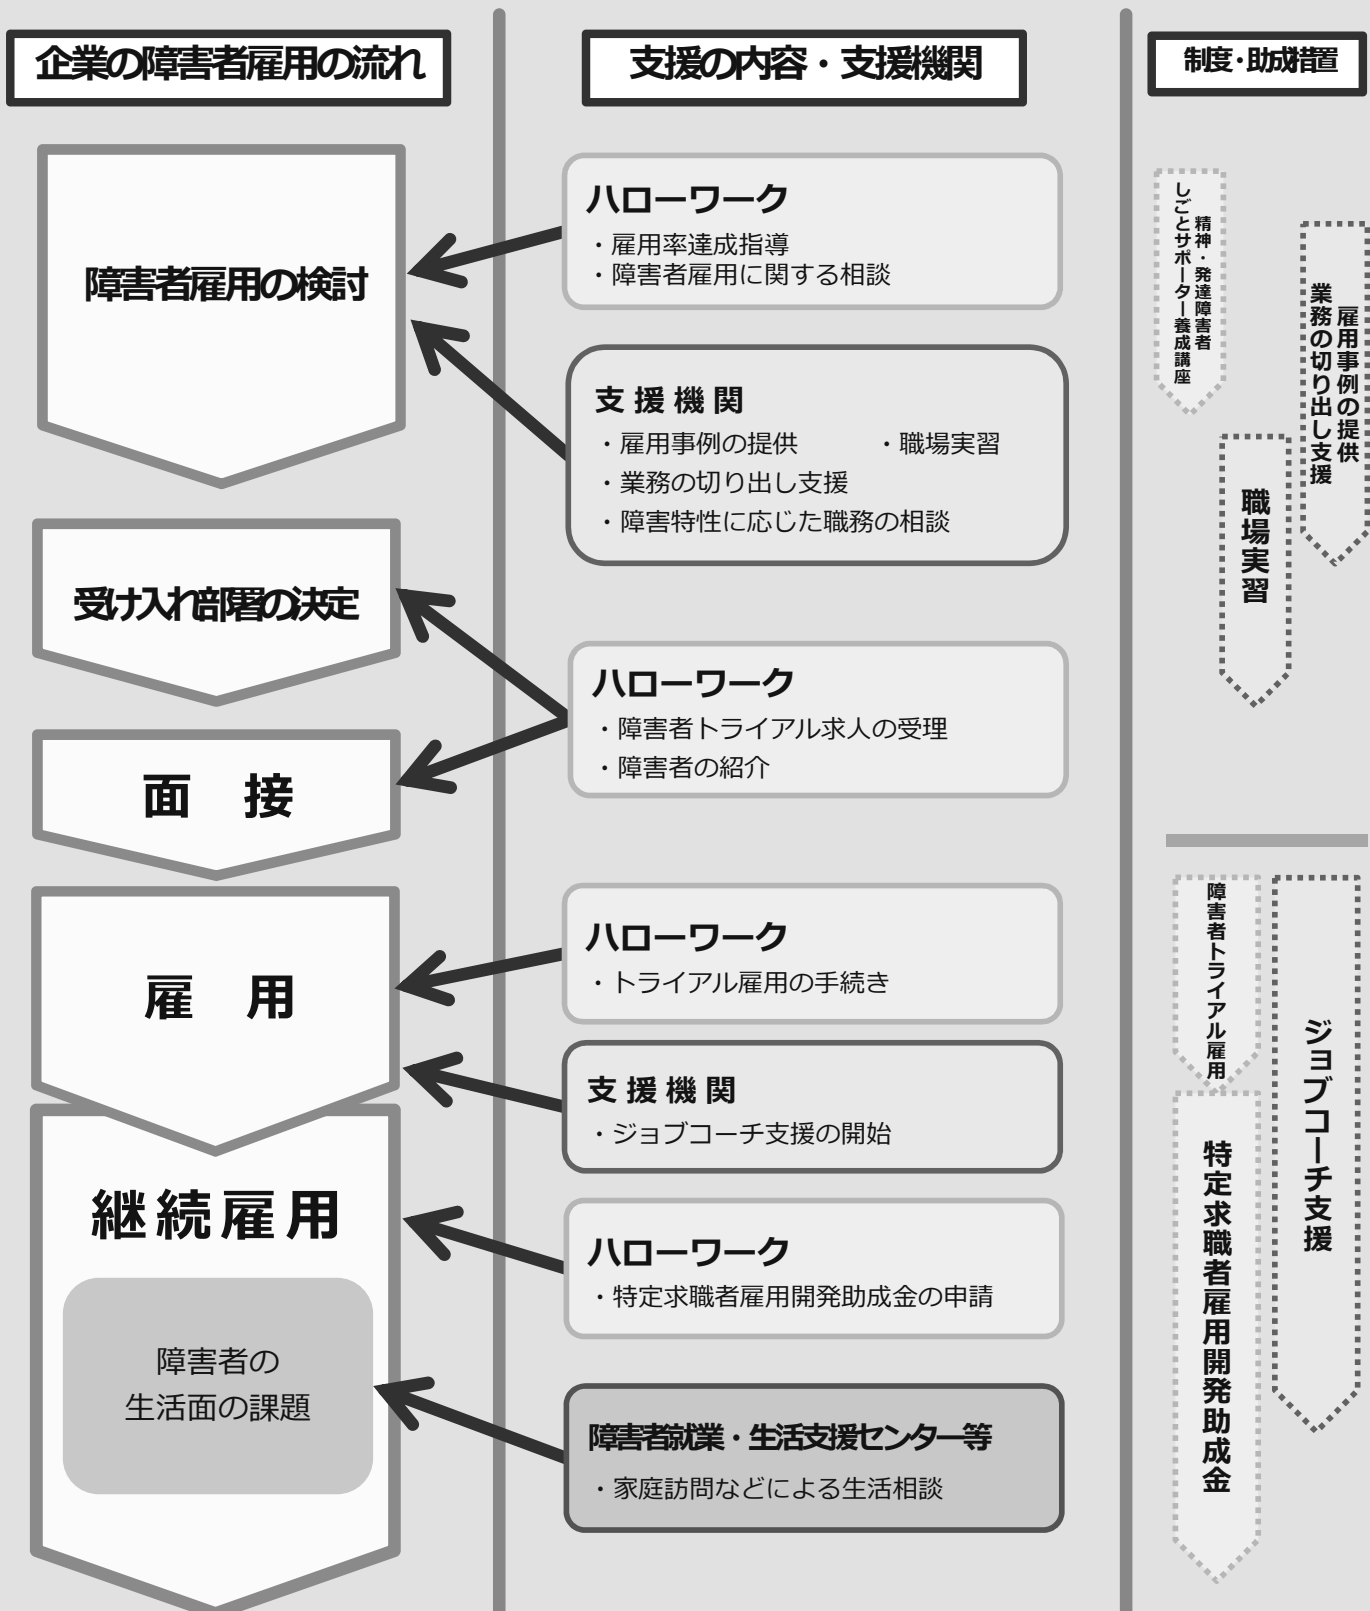 企業の障害者雇用の流れ
障害者雇用の検討
受け入れ部署の決定
面　接
雇　用
継続雇用
障害者の
生活面の課題
支援の内容・支援機関
ハローワーク
・雇用率達成指導
・障害者雇用に関する相談
支援機関
・雇用事例の提供　　　・職場実習
・業務の切り出し支援
・障害特性に応じた職務の相談
ハローワーク
・障害者トライアル求人の受理
・障害者の紹介
ハローワーク
・トライアル雇用の手続き
支援機関
・ジョブコーチ支援の開始
ハローワーク
・特定求職者雇用開発助成金の申請
障害者就業・生活支援センター等
・家庭訪問などによる生活相談
制度・助成措置
精神・発達障害者
しごとサポーター養成講座
雇用事例の提供
業務の切り出し支援
職場実習
障害者トライアル雇用
ジョブコーチ支援
特定求職者雇用開発助成金